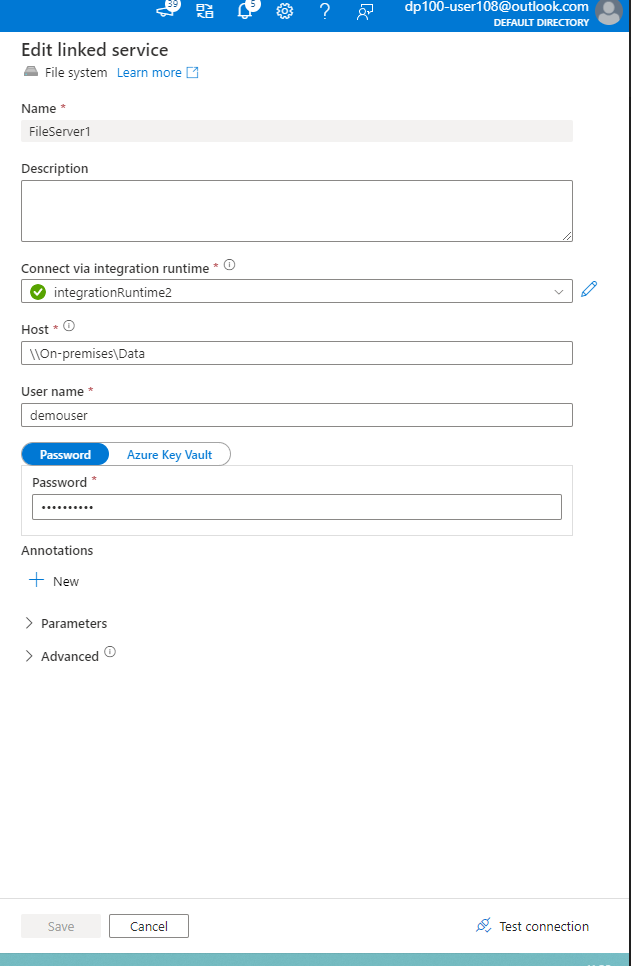 39
5
dp100-user108@outlook.com
DEFAULT DIRECTORY
Edit linked service
File system Learn more
Name *
FileServer1
Description
Connect via integration runtime *
integrationRuntime2
Host *
\\On-premises\Data
User name *
demouser
Password Azure Key Vault
Password *
••••••••••
Annotations
New
Parameters
Advanced
Save Cancel Test connection